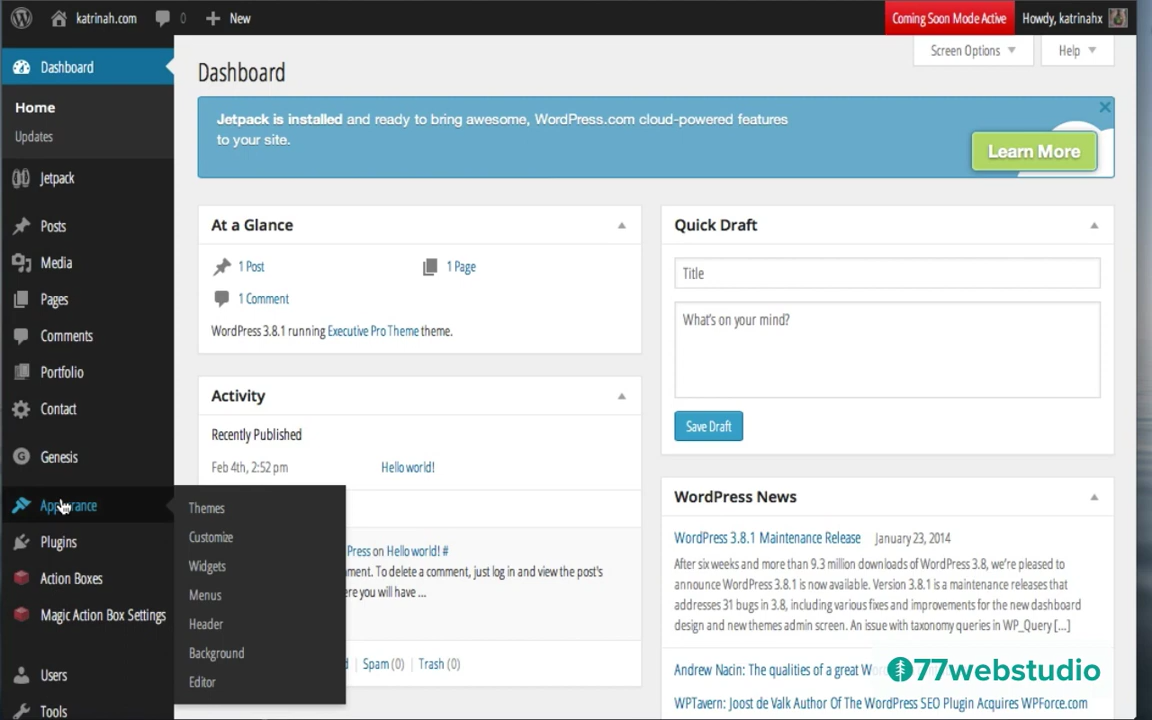 katrinah.com 0 New Coming Soon Mode Active Howdy, katrinahx
Screen Options Help
Dashboard
Home
Updates
Jetpack
Posts
Media
Pages
Comments
Portfolio
Contact
Genesis
Appearance
Plugins
Action Boxes
Magic Action Box Settings
Users
Tools
Themes
Customize
Widgets
Menus
Header
Background
Editor
Dashboard
Jetpack is installed and ready to bring awesome, WordPress.com cloud-powered features
to your site.
Learn More
At a Glance
1 Post 1 Page
1 Comment
WordPress 3.8.1 running Executive Pro Theme theme.
Activity
Recently Published
Feb 4th, 2:52 pm Hello world!
Press on Hello world! #
ment. To delete a comment, just log in and view the post's
ere you will have ...
Spam (0) Trash (0)
Quick Draft
Title
What's on your mind?
Save Draft
WordPress News
WordPress 3.8.1 Maintenance Release January 23, 2014
After six weeks and more than 9.3 million downloads of WordPress 3.8, we're pleased to
announce WordPress 3.8.1 is now available. Version 3.8.1 is a maintenance releases that
addresses 31 bugs in 3.8, including various fixes and improvements for the new dashboard
design and new themes admin screen. An issue with taxonomy queries in WP_Query [...]
Andrew Nacin: The qualities of a great
WPTavern: Joost de Valk Author Of The WordPress SEO Plugin Acquires WPForce.com
77webstudio